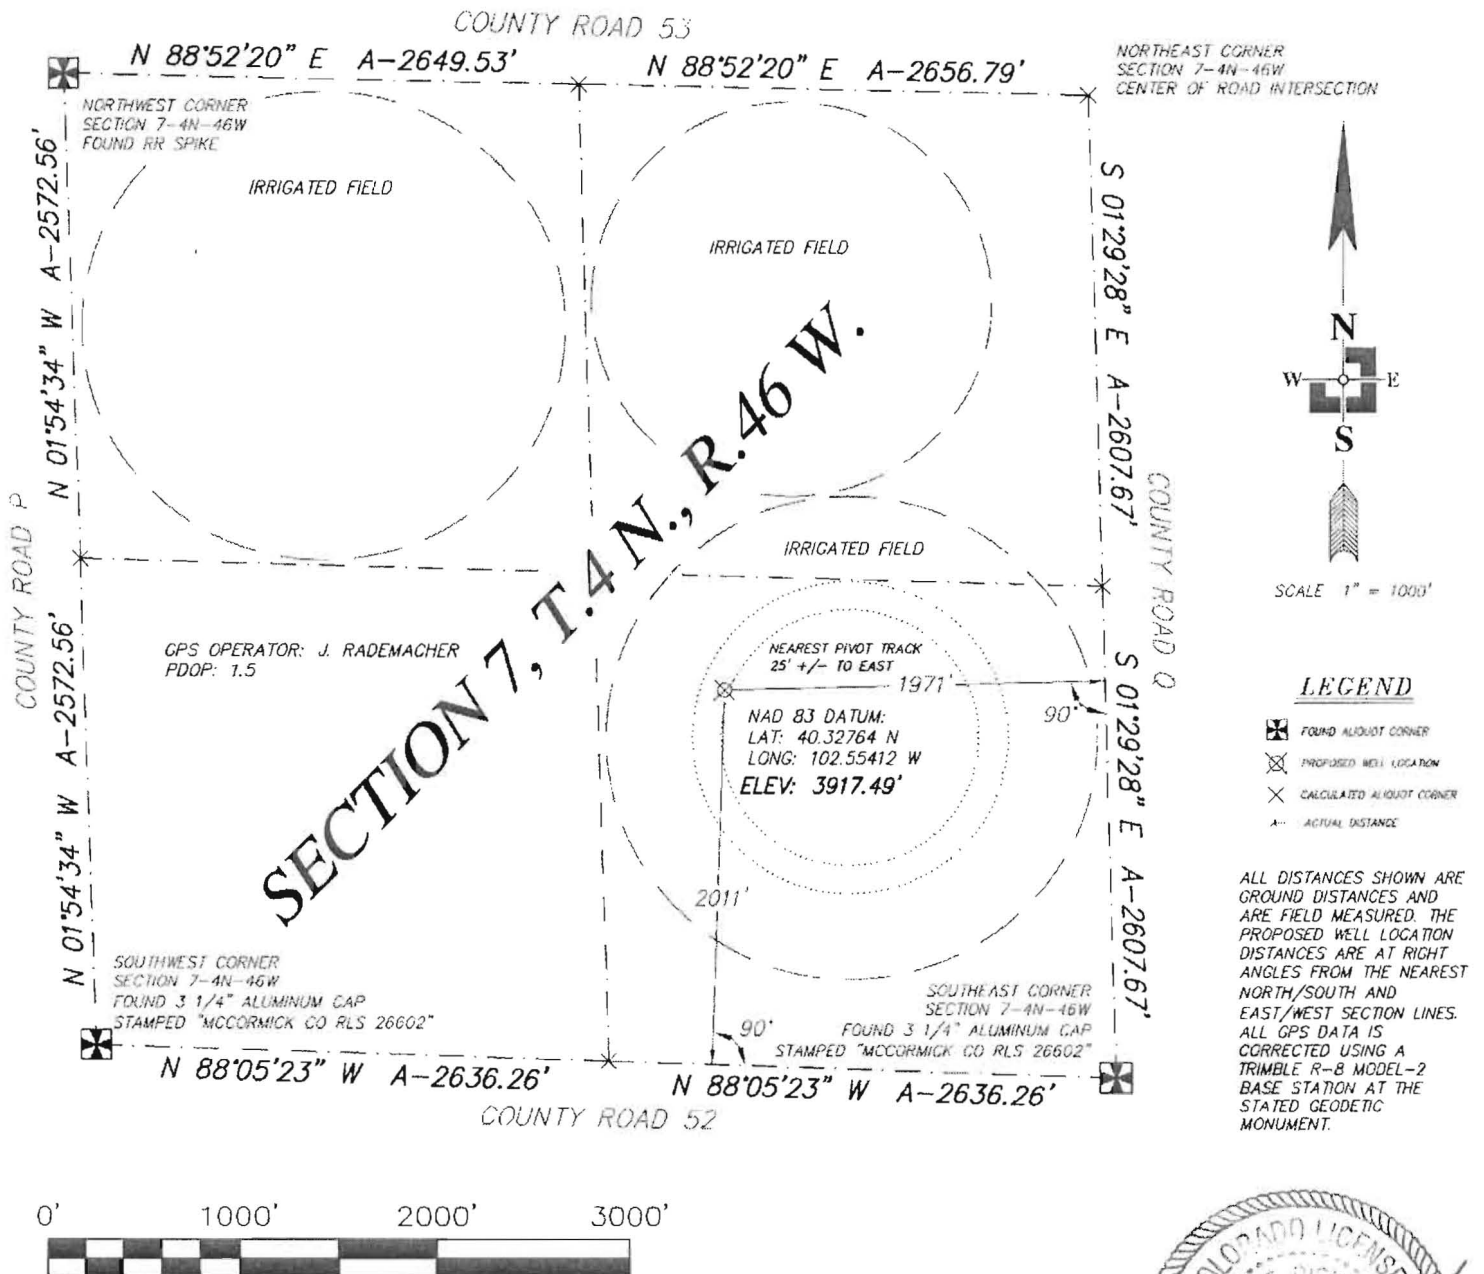 COUNTY ROAD 53
N 88°52'20" E A-2649.53'
N 88°52'20" E A-2656.79'
NORTHEAST CORNER
SECTION 7-4N-46W
CENTER OF ROAD INTERSECTION
NORTHWEST CORNER
SECTION 7-4N-46W
FOUND RR SPIKE
IRRIGATED FIELD
IRRIGATED FIELD
N 01°54'34" W A-2572.56'
S 01°29'28" E A-2607.67'
N
W E
S
SCALE 1" = 1000'
SECTION 7, T.4 N., R.46 W.
COUNTY ROAD P
COUNTY ROAD Q
IRRIGATED FIELD
GPS OPERATOR: J. RADEMACHER
PDOP: 1.5
NEAREST PIVOT TRACK
25' +/- TO EAST
1971'
90°
NAD 83 DATUM:
LAT: 40.32764 N
LONG: 102.55412 W
ELEV: 3917.49'
2011'
N 01°54'34" W A-2572.56'
S 01°29'28" E A-2607.67'
LEGEND
FOUND ALIQUOT CORNER
PROPOSED WELL LOCATION
CALCULATED ALIQUOT CORNER
A-- ACTUAL DISTANCE
ALL DISTANCES SHOWN ARE
GROUND DISTANCES AND
ARE FIELD MEASURED. THE
PROPOSED WELL LOCATION
DISTANCES ARE AT RIGHT
ANGLES FROM THE NEAREST
NORTH/SOUTH AND
EAST/WEST SECTION LINES.
ALL GPS DATA IS
CORRECTED USING A
TRIMBLE R-8 MODEL-2
BASE STATION AT THE
STATED GEODETIC
MONUMENT.
SOUTHWEST CORNER
SECTION 7-4N-46W
FOUND 3 1/4" ALUMINUM CAP
STAMPED "MCCORMICK CO RLS 26602"
SOUTHEAST CORNER
SECTION 7-4N-46W
FOUND 3 1/4" ALUMINUM CAP
STAMPED "MCCORMICK CO RLS 26602"
90°
N 88°05'23" W A-2636.26'
N 88°05'23" W A-2636.26'
COUNTY ROAD 52
0' 1000' 2000' 3000'